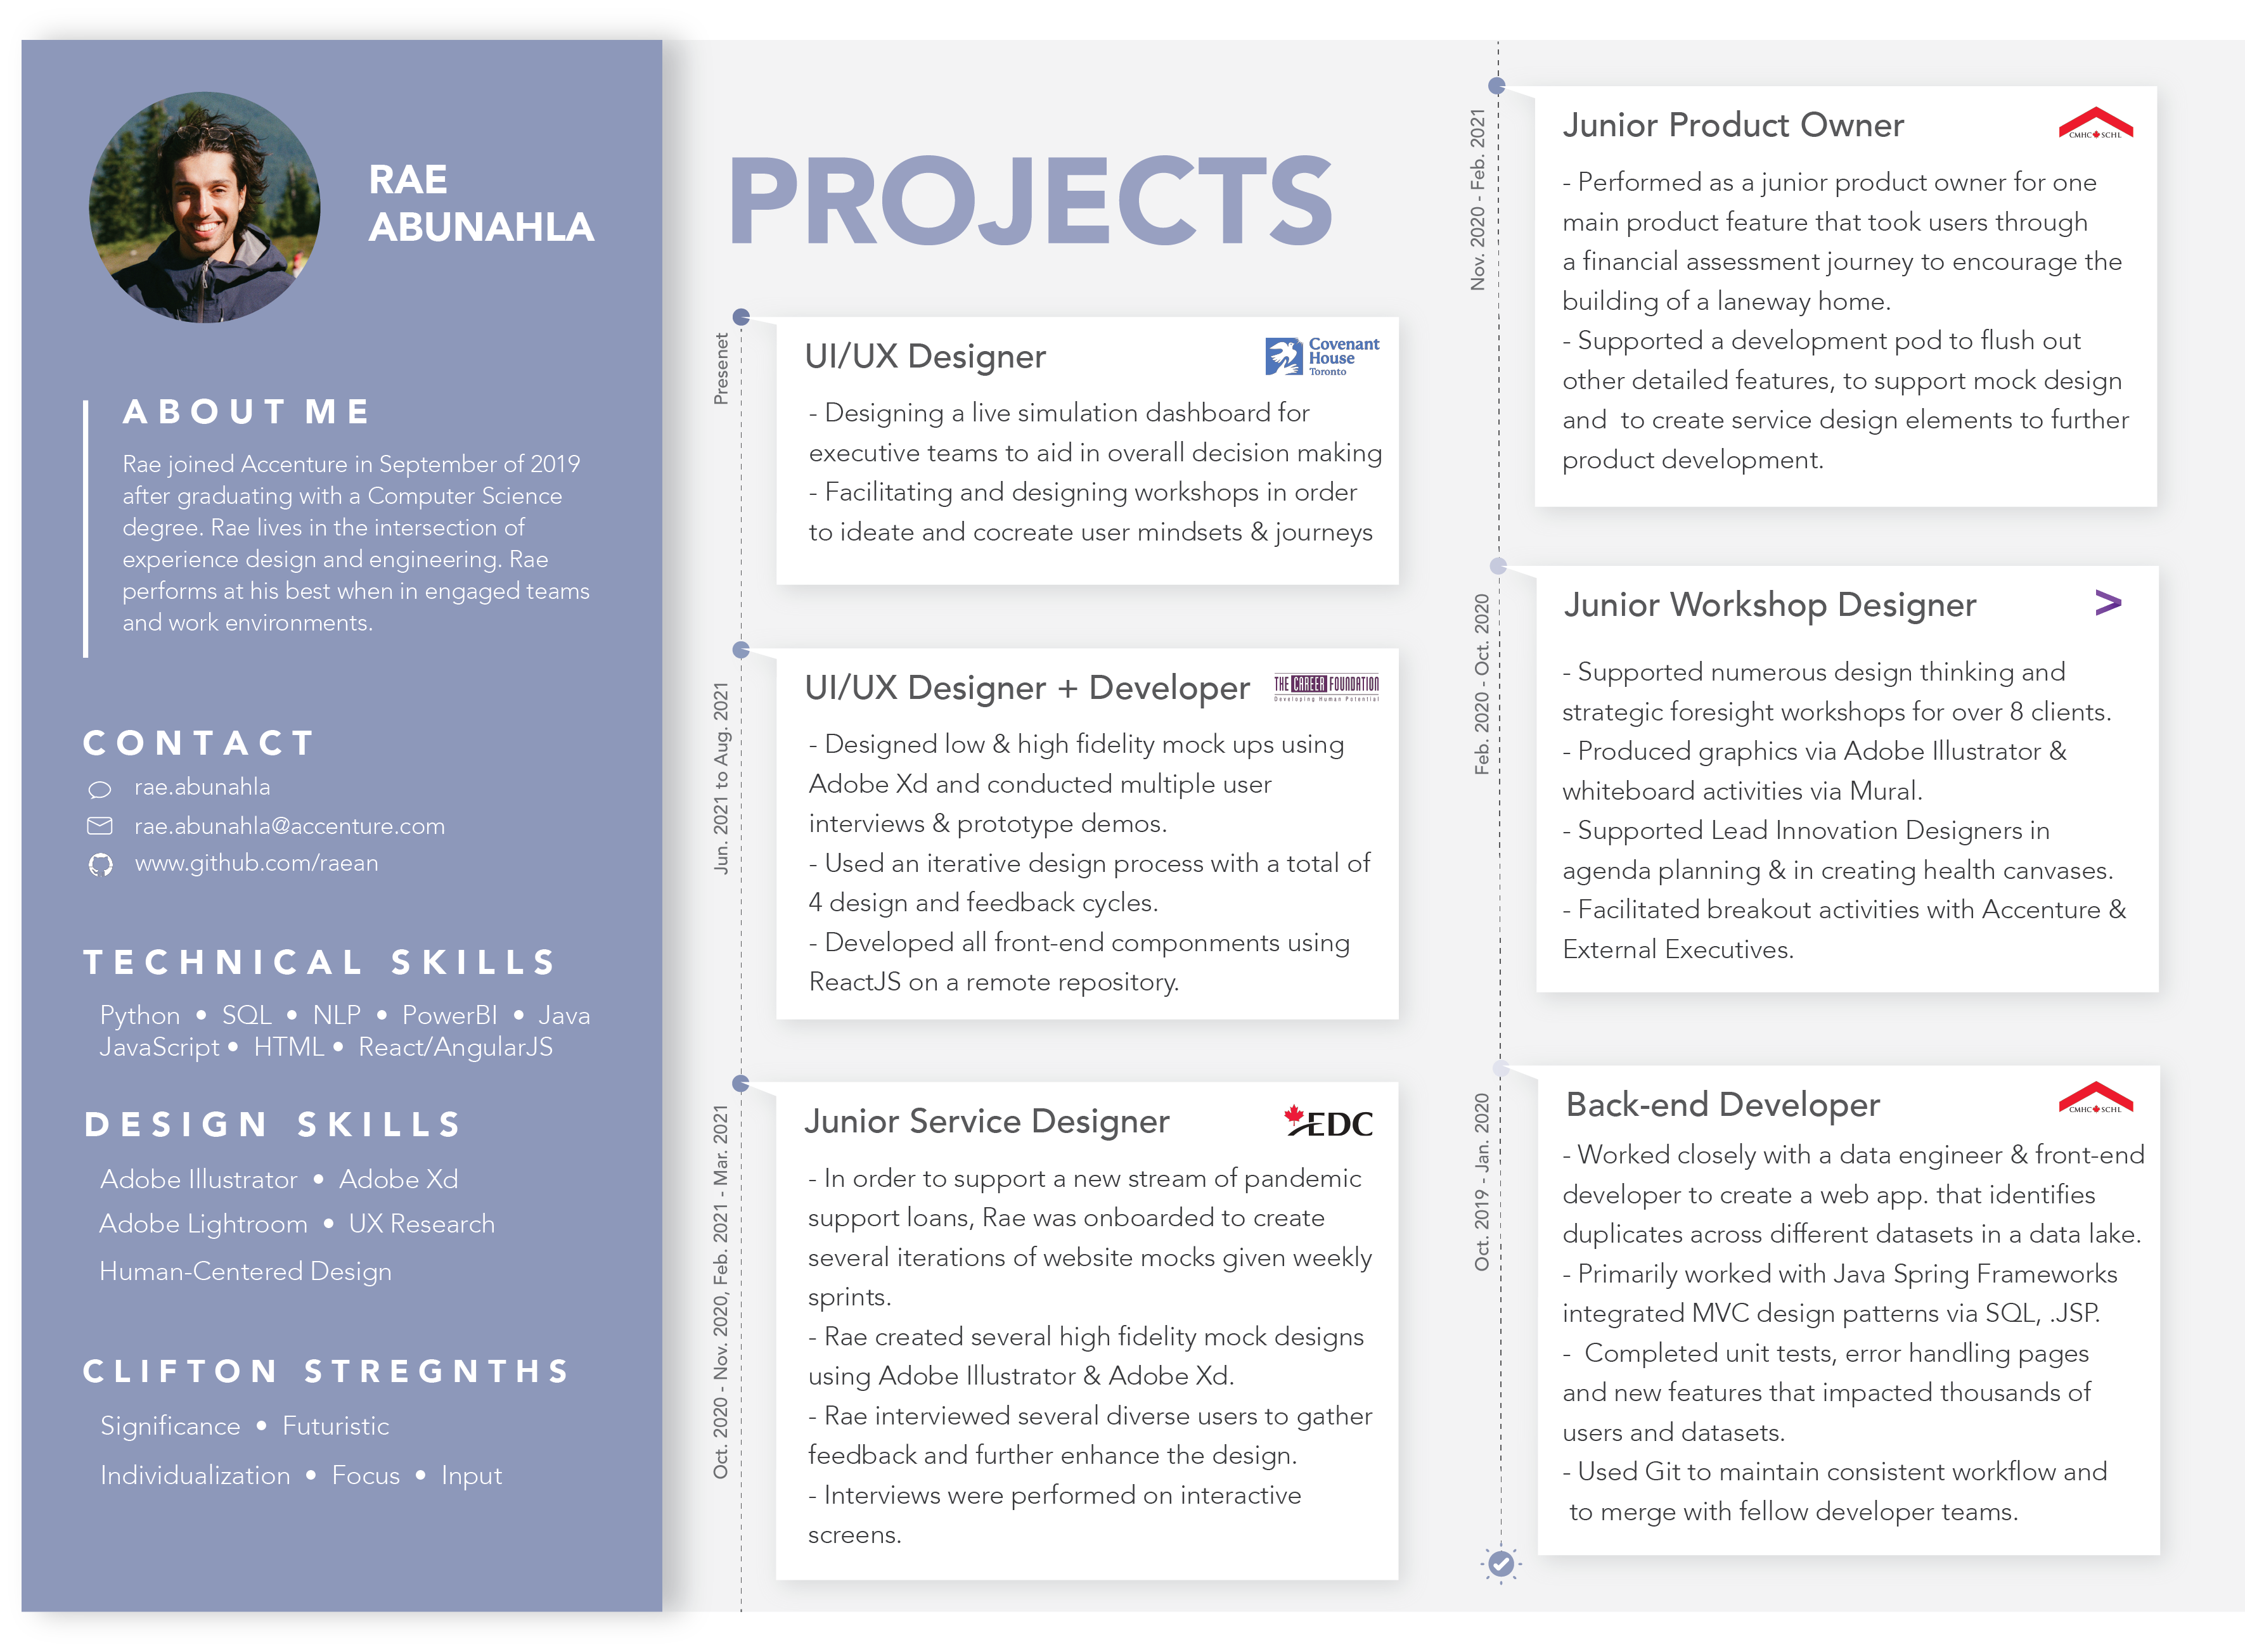 RAE
ABUNAHLA
ABOUT ME
Rae joined Accenture in September of 2019
after graduating with a Computer Science
degree. Rae lives in the intersection of
experience design and engineering. Rae
performs at his best when in engaged teams
and work environments.
CONTACT
rae.abunahla
rae.abunahla@accenture.com
www.github.com/raean
TECHNICAL SKILLS
Python • SQL • NLP • PowerBI • Java
JavaScript • HTML • React/AngularJS
DESIGN SKILLS
Adobe Illustrator • Adobe Xd
Adobe Lightroom • UX Research
Human-Centered Design
CLIFTON STREGNTHS
Significance • Futuristic
Individualization • Focus • Input
PROJECTS
Presenet
UI/UX Designer
Covenant
House
Toronto
- Designing a live simulation dashboard for
executive teams to aid in overall decision making
- Facilitating and designing workshops in order
to ideate and cocreate user mindsets & journeys
Jun. 2021 to Aug. 2021
UI/UX Designer + Developer
THE CAREER FOUNDATION
Developing Human Potential
- Designed low & high fidelity mock ups using
Adobe Xd and conducted multiple user
interviews & prototype demos.
- Used an iterative design process with a total of
4 design and feedback cycles.
- Developed all front-end componments using
ReactJS on a remote repository.
Oct. 2020 - Nov. 2020, Feb. 2021 - Mar. 2021
Junior Service Designer
EDC
- In order to support a new stream of pandemic
support loans, Rae was onboarded to create
several iterations of website mocks given weekly
sprints.
- Rae created several high fidelity mock designs
using Adobe Illustrator & Adobe Xd.
- Rae interviewed several diverse users to gather
feedback and further enhance the design.
- Interviews were performed on interactive
screens.
Nov. 2020 - Feb. 2021
Junior Product Owner
CMHC SCHL
- Performed as a junior product owner for one
main product feature that took users through
a financial assessment journey to encourage the
building of a laneway home.
- Supported a development pod to flush out
other detailed features, to support mock design
and to create service design elements to further
product development.
Feb. 2020 - Oct. 2020
Junior Workshop Designer
>
- Supported numerous design thinking and
strategic foresight workshops for over 8 clients.
- Produced graphics via Adobe Illustrator &
whiteboard activities via Mural.
- Supported Lead Innovation Designers in
agenda planning & in creating health canvases.
- Facilitated breakout activities with Accenture &
External Executives.
Oct. 2019 - Jan. 2020
Back-end Developer
CMHC SCHL
- Worked closely with a data engineer & front-end
developer to create a web app. that identifies
duplicates across different datasets in a data lake.
- Primarily worked with Java Spring Frameworks
integrated MVC design patterns via SQL, .JSP.
- Completed unit tests, error handling pages
and new features that impacted thousands of
users and datasets.
- Used Git to maintain consistent workflow and
to merge with fellow developer teams.